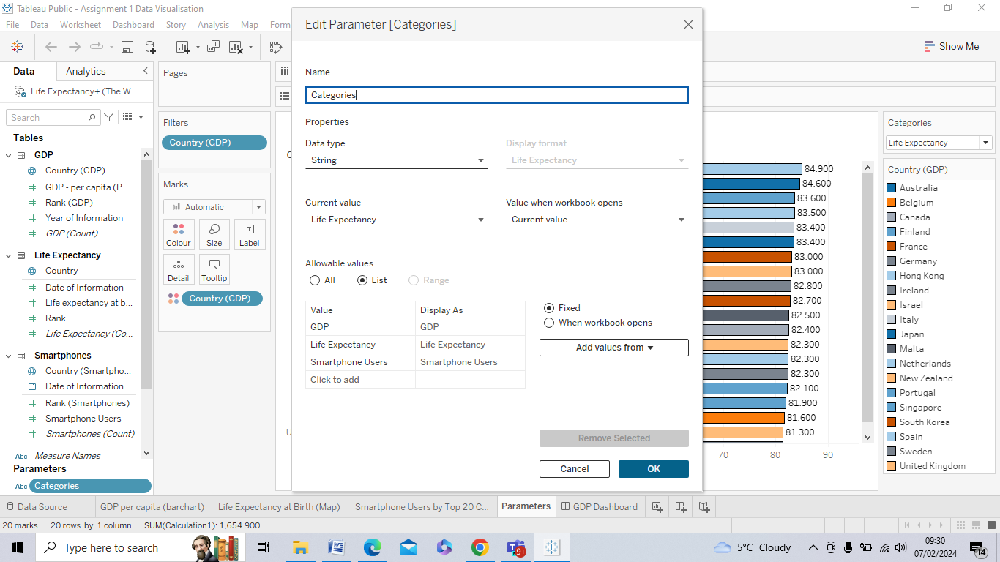 Tableau Public - Assignment 1 Data Visualisation
File Data Worksheet Dashboard Story Analysis Map Form
Show Me
Data Analytics
Life Expectancy+ (The W...
Search
Tables
GDP
Country (GDP)
GDP - per capita (P...
Rank (GDP)
Year of Information
GDP (Count)
Life Expectancy
Country
Date of Information
Life expectancy at b...
Rank
Life Expectancy (Co...
Smartphones
Country (Smartpho...
Date of Information ...
Rank (Smartphones)
Smartphone Users
Smartphones (Count)
Abc Measure Names
Parameters
Abc Categories
Pages
Filters
Country (GDP)
Marks
Automatic
Colour Size Label
Detail Tooltip
Country (GDP)
Edit Parameter [Categories]
Name
Categories
Properties
Data type Display format
String Life Expectancy
Current value Value when workbook opens
Life Expectancy Current value
Allowable values
All List Range
Value Display As
GDP GDP
Life Expectancy Life Expectancy
Smartphone Users Smartphone Users
Click to add
Fixed
When workbook opens
Add values from
Remove Selected
Cancel OK
84.900
84.600
83.600
83.500
83.400
83.400
83.000
83.000
82.800
82.700
82.500
82.400
82.300
82.300
82.300
82.100
81.900
81.600
81.300
70 80 90
Categories
Life Expectancy
Country (GDP)
Australia
Belgium
Canada
Finland
France
Germany
Hong Kong
Ireland
Israel
Italy
Japan
Malta
Netherlands
New Zealand
Portugal
Singapore
South Korea
Spain
Sweden
United Kingdom
Data Source GDP per capita (barchart) Life Expectancy at Birth (Map) Smartphone Users by Top 20 C... Parameters GDP Dashboard
20 marks 20 rows by 1 column SUM(Calculation1): 1,654.900
Type here to search
9+
5°C Cloudy
09:30
07/02/2024
14